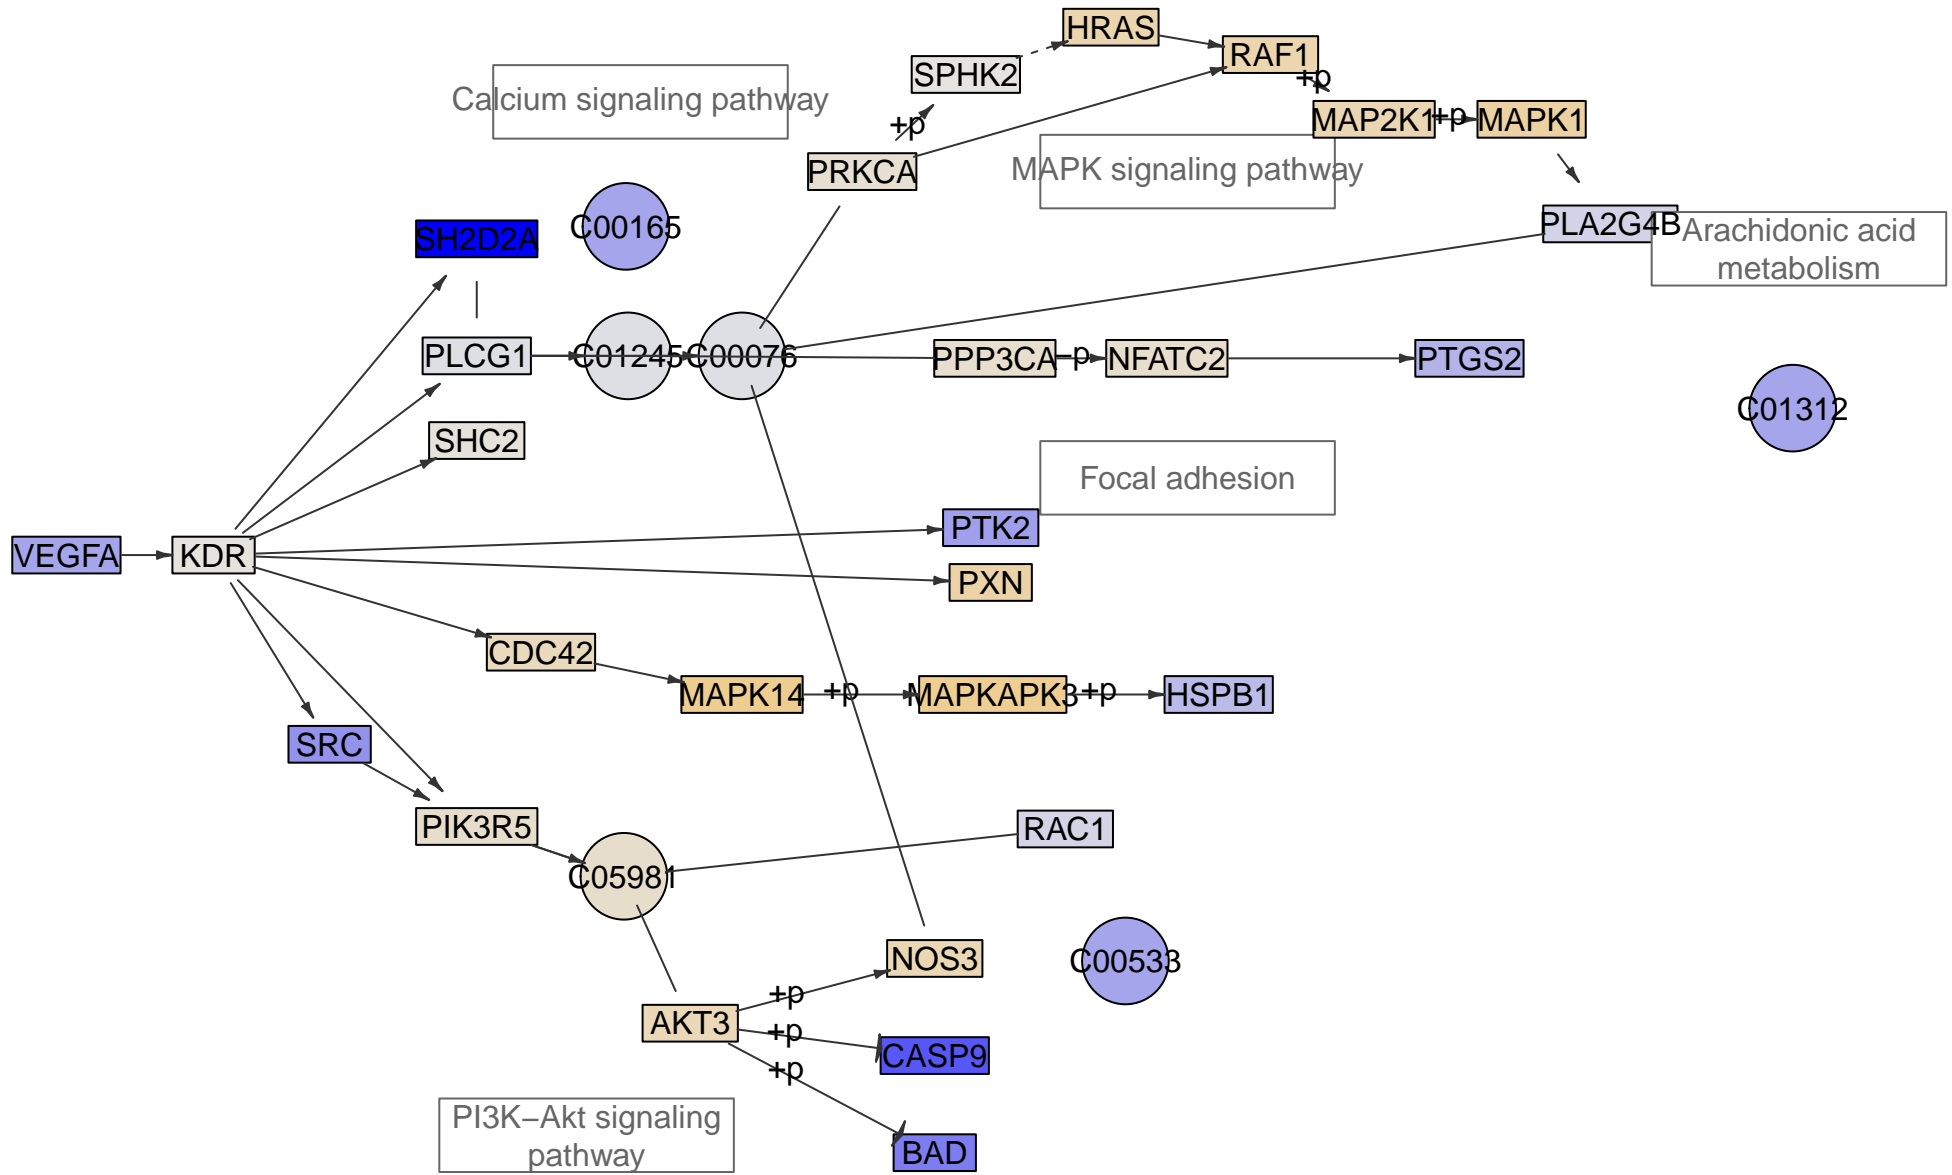 HRAS
RAF1
SPHK2
+p
Calcium signaling pathway
+p
MAP2K1
+p
MAPK1
PRKCA
MAPK signaling pathway
C00165
SH2D2A
PLA2G4B
Arachidonic acid
metabolism
PLCG1
C01245
C00076
PPP3CA
−p
NFATC2
PTGS2
C01312
SHC2
Focal adhesion
PTK2
VEGFA
KDR
PXN
CDC42
MAPK14
+p
MAPKAPK3
+p
HSPB1
SRC
PIK3R5
RAC1
C05981
NOS3
C00533
+p
AKT3
+p
CASP9
+p
PI3K−Akt signaling
pathway
BAD